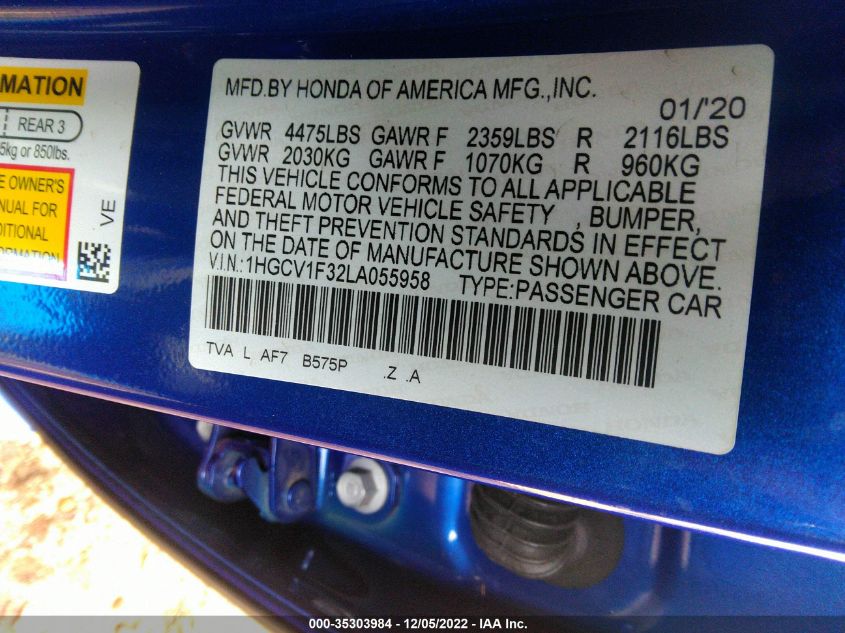 MATION
REAR 3
5kg or 850lbs.
E OWNER'S
NUAL FOR
DITIONAL
ORMATION
VE
MFD.BY HONDA OF AMERICA MFG.,INC.
01/'20
GVWR 4475LBS GAWR F 2359LBS R 2116LBS
GVWR 2030KG GAWR F 1070KG R 960KG
THIS VEHICLE CONFORMS TO ALL APPLICABLE
FEDERAL MOTOR VEHICLE SAFETY , BUMPER,
AND THEFT PREVENTION STANDARDS IN EFFECT
ON THE DATE OF MANUFACTURE SHOWN ABOVE.
V.I.N.:1HGCV1F32LA055958 TYPE:PASSENGER CAR
TVA L AF7 B575P .Z .A
000-35303984 - 12/05/2022 - IAA Inc.